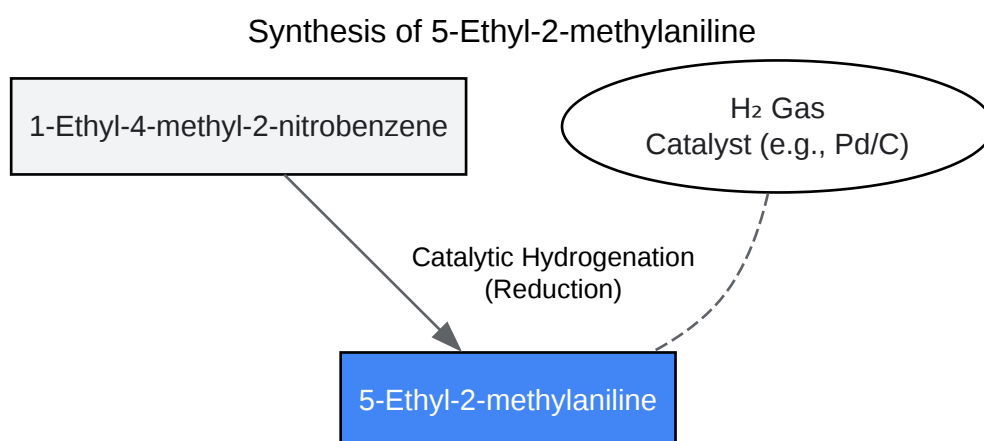 Synthesis of 5-Ethyl-2-methylaniline
1-Ethyl-4-methyl-2-nitrobenzene
H₂ Gas
Catalyst (e.g., Pd/C)
Catalytic Hydrogenation
(Reduction)
5-Ethyl-2-methylaniline